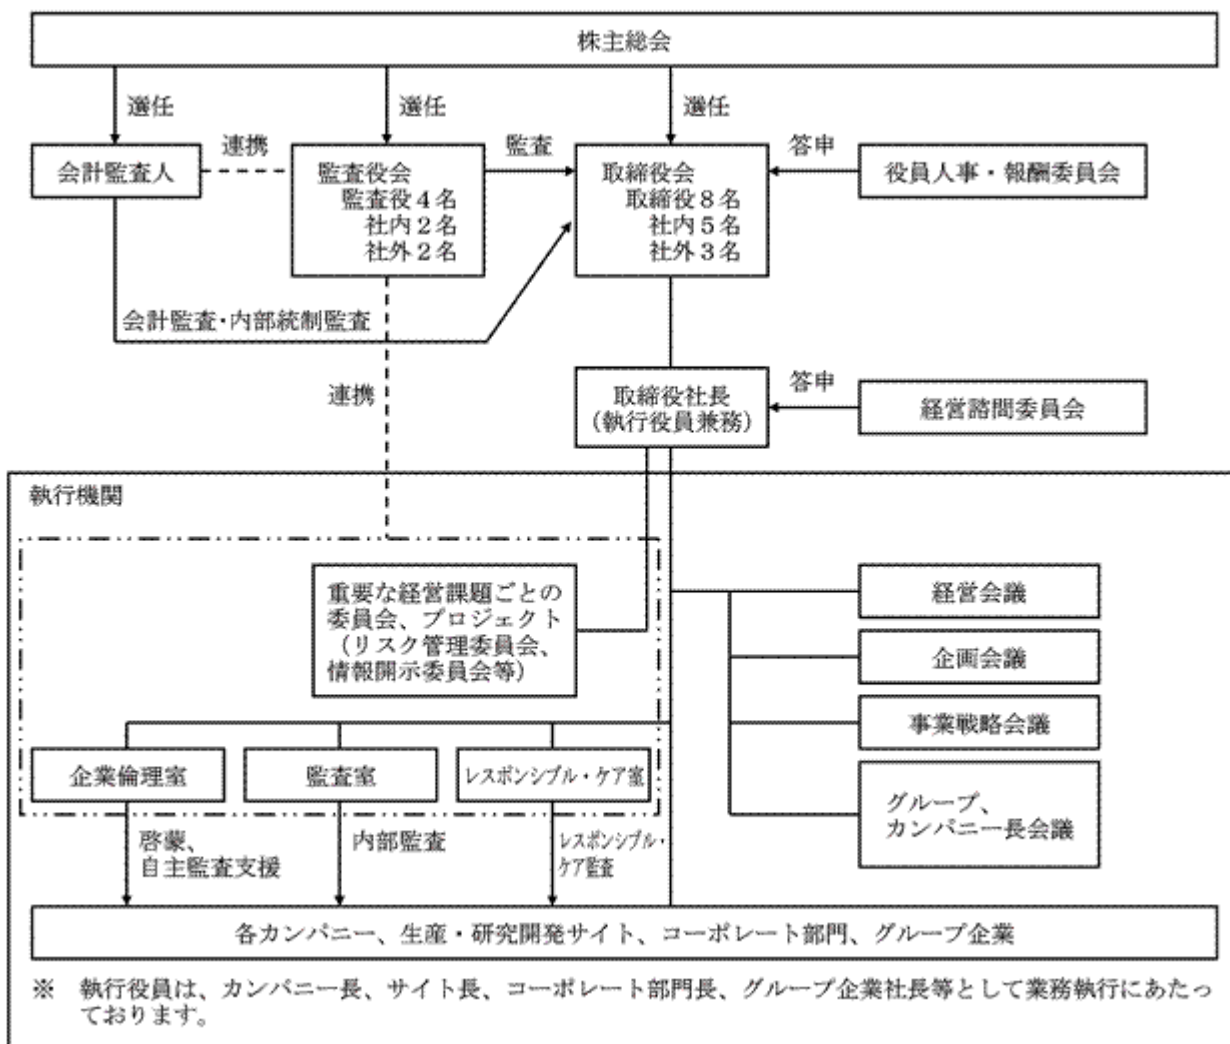 株主総会
選任
選任
選任
会計監査人
連携
監査役会
監査役4名
社内2名
社外2名
監査
取締役会
取締役8名
社内5名
社外3名
答申
役員人事・報酬委員会
会計監査・内部統制監査
連携
取締役社長
(執行役員兼務)
答申
経営諮問委員会
執行機関
重要な経営課題ごとの
委員会、プロジェクト
(リスク管理委員会、
情報開示委員会等)
経営会議
企画会議
事業戦略会議
グループ、
カンパニー長会議
企業倫理室
監査室
レスポンシブル・ケア室
啓蒙、
自主監査支援
内部監査
レスポンシブル・
ケア監査
各カンパニー、生産・研究開発サイト、コーポレート部門、グループ企業
※ 執行役員は、カンパニー長、サイト長、コーポレート部門長、グループ企業社長等として業務執行にあたっ
ております。